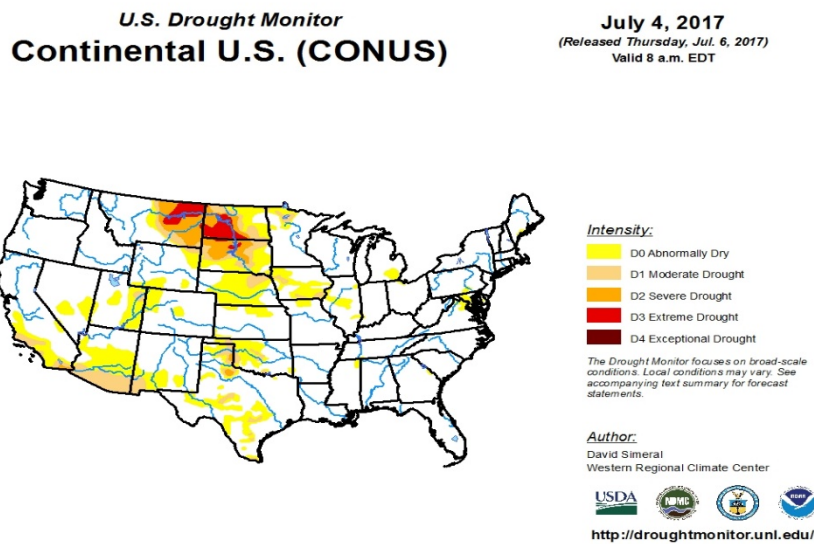 U.S. Drought Monitor
Continental U.S. (CONUS)
July 4, 2017
(Released Thursday, Jul. 6, 2017)
Valid 8 a.m. EDT
Intensity:
D0 Abnormally Dry
D1 Moderate Drought
D2 Severe Drought
D3 Extreme Drought
D4 Exceptional Drought
The Drought Monitor focuses on broad-scale
conditions. Local conditions may vary. See
accompanying text summary for forecast
statements.
Author:
David Simeral
Western Regional Climate Center
USDA
NDMC
http://droughtmonitor.unl.edu/